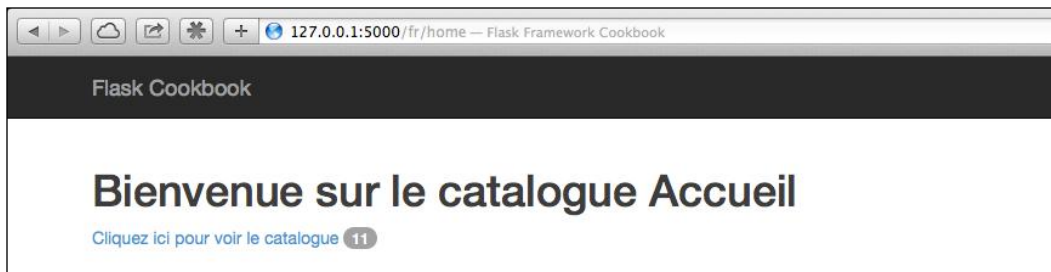 127.0.0.1:5000/fr/home — Flask Framework Cookbook
Flask Cookbook
Bienvenue sur le catalogue Accueil
Cliquez ici pour voir le catalogue 11